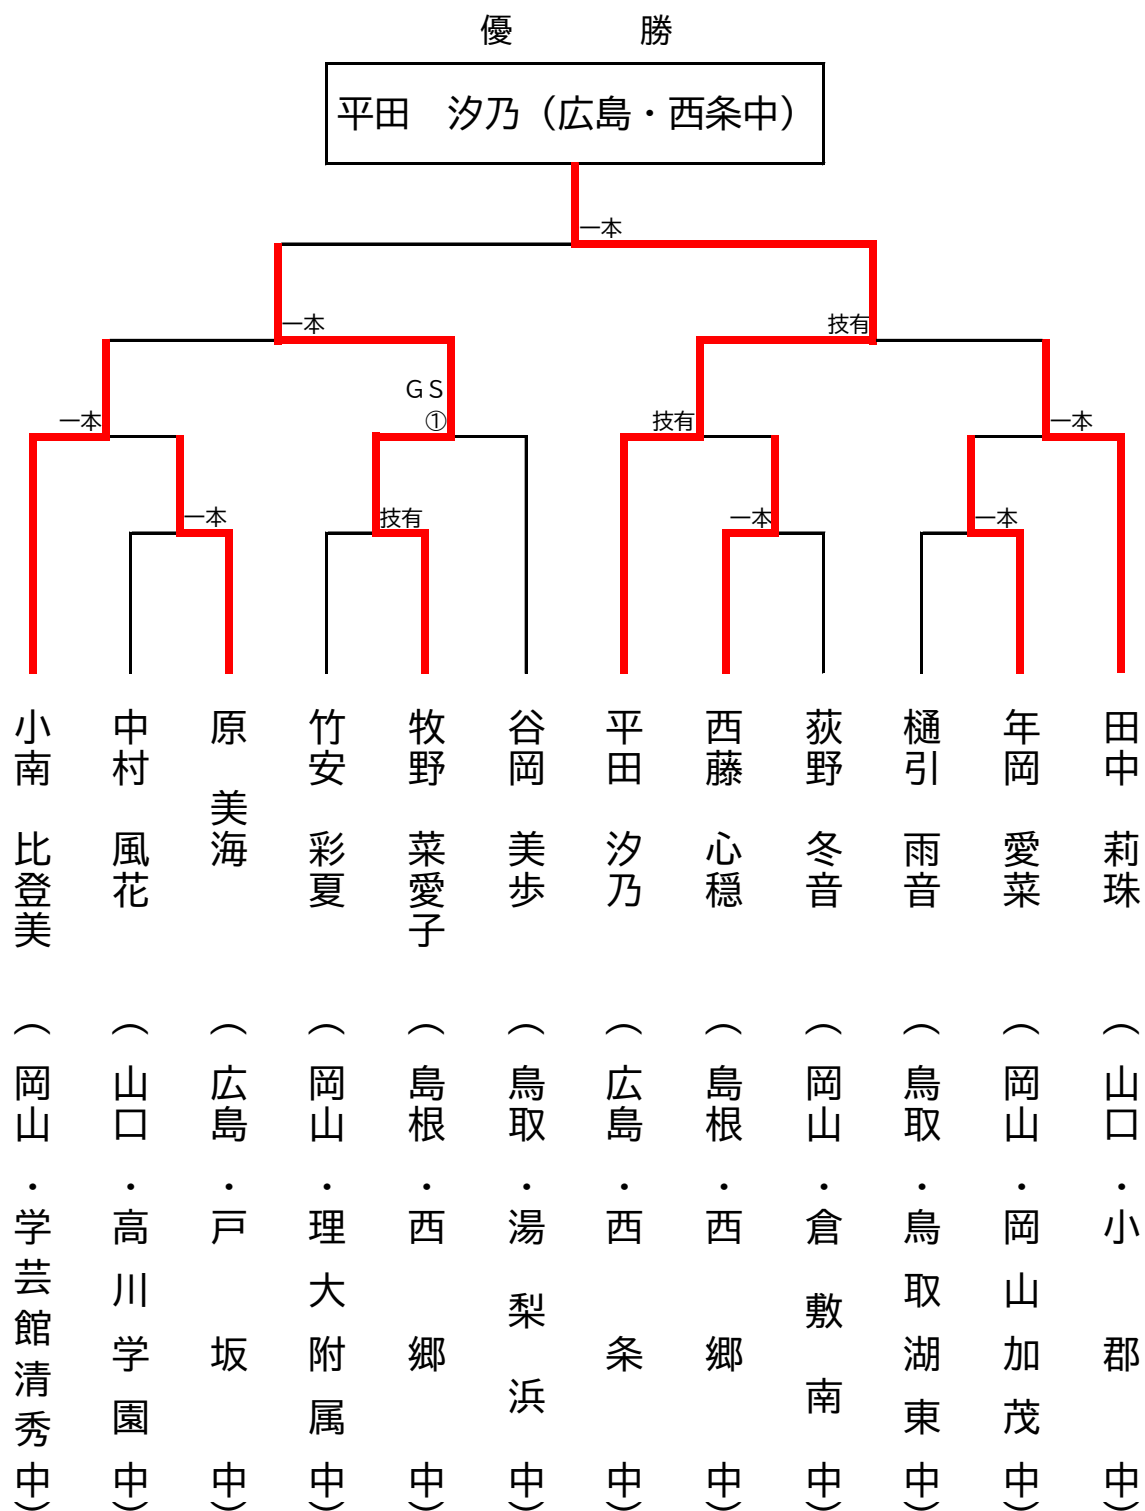 優 勝
平田 汐乃（広島・西条中）
一本
一本
技有
ＧＳ
一本
①
技有
一本
一本
技有
一本
一本
小南 比登美（岡山・学芸館清秀中）
中村 風花（山口・高川学園中）
原 美海（広島・戸坂中）
竹安 彩夏（岡山・理大附属中）
牧野 菜愛子（島根・西郷中）
谷岡 美歩（鳥取・湯梨浜中）
平田 汐乃（広島・西条中）
西藤 心穏（島根・西郷中）
荻野 冬音（岡山・倉敷南中）
樋引 雨音（鳥取・鳥取湖東中）
年岡 愛菜（岡山・岡山加茂中）
田中 莉珠（山口・小郡中）